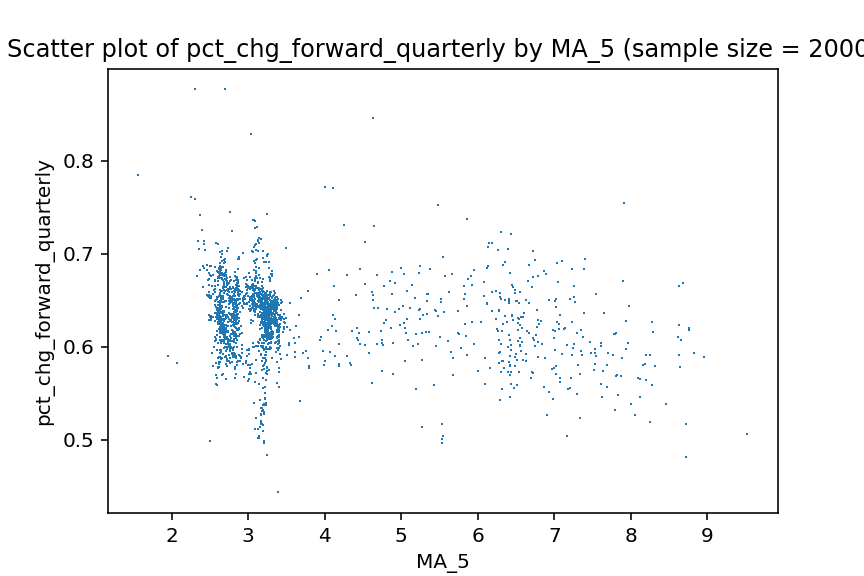 Scatter plot of pct_chg_forward_quarterly by MA_5 (sample size = 2000
0.8
0.7
0.6
0.5
pct_chg_forward_quarterly
2 3 4 5 6 7 8 9
MA_5